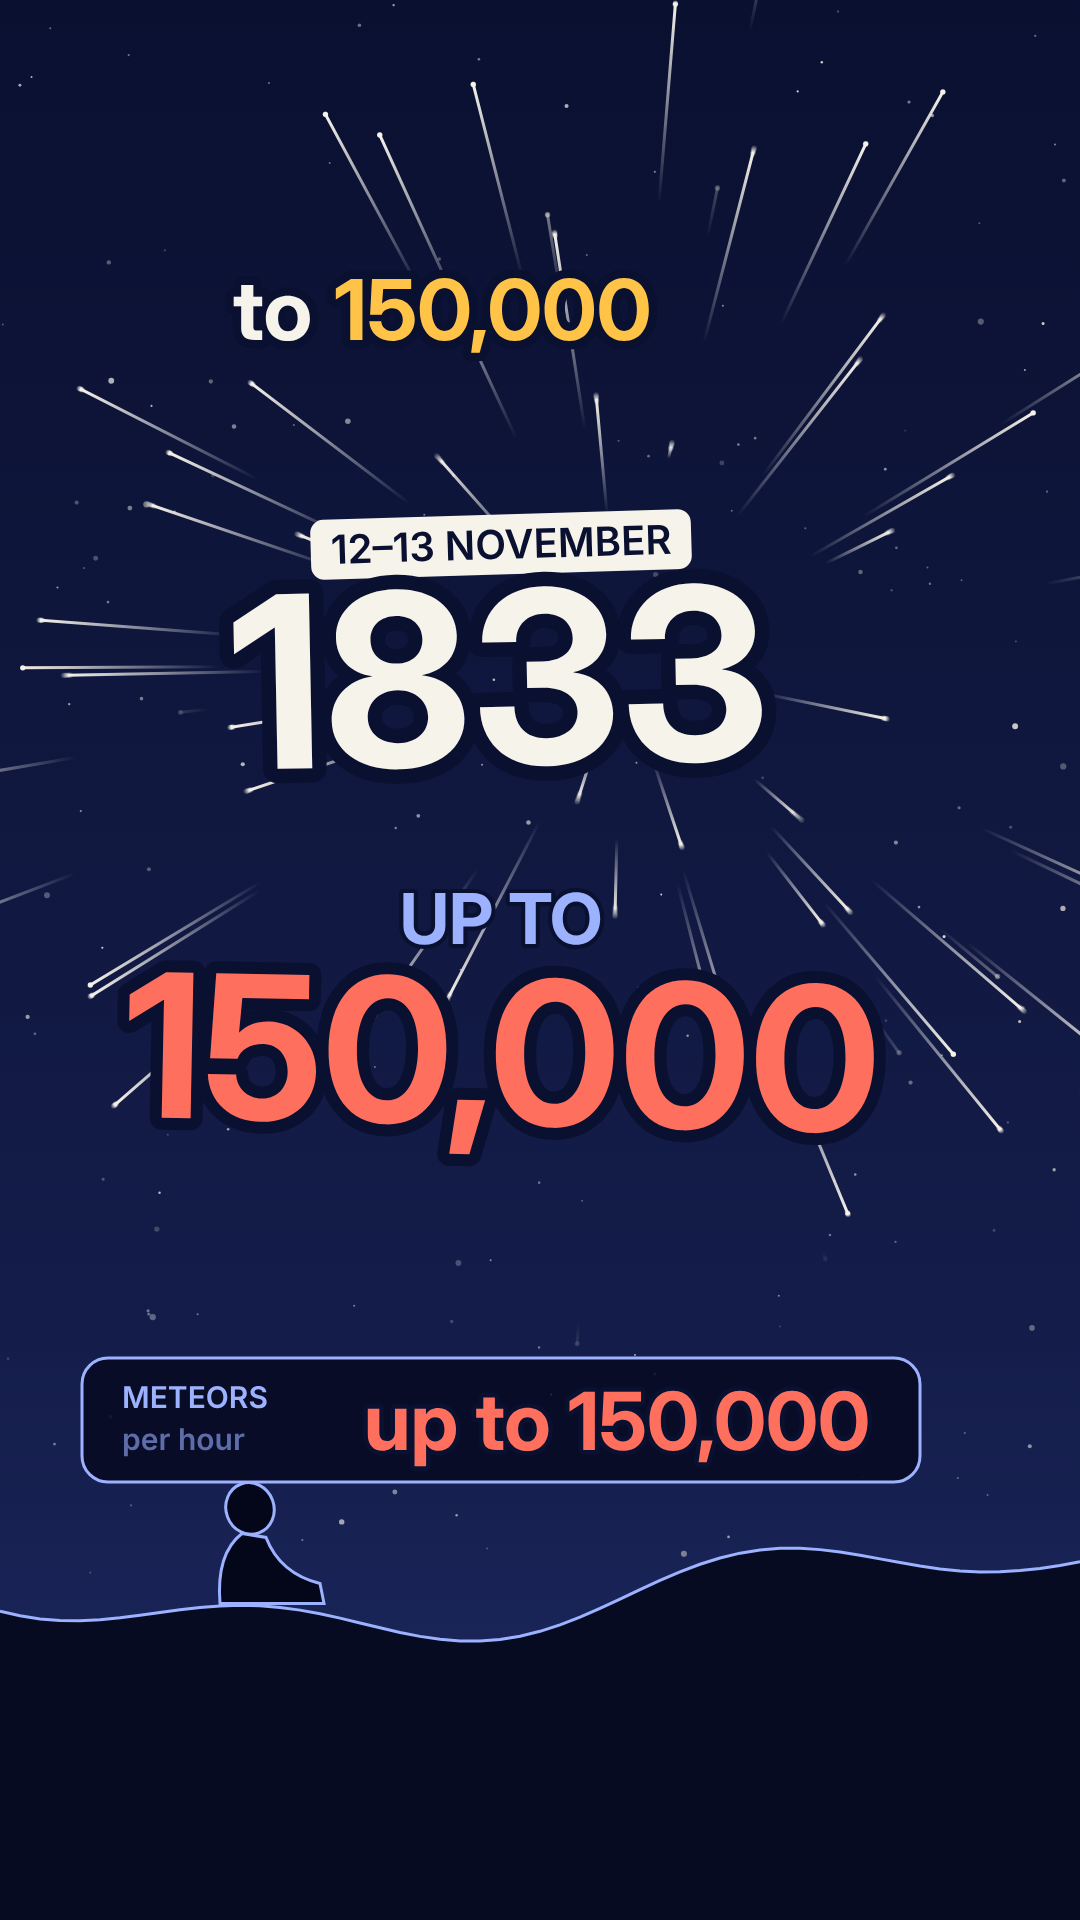 to 150,000
12–13 NOVEMBER
1833
UP TO
150,000
METEORS
per hour
up to 150,000